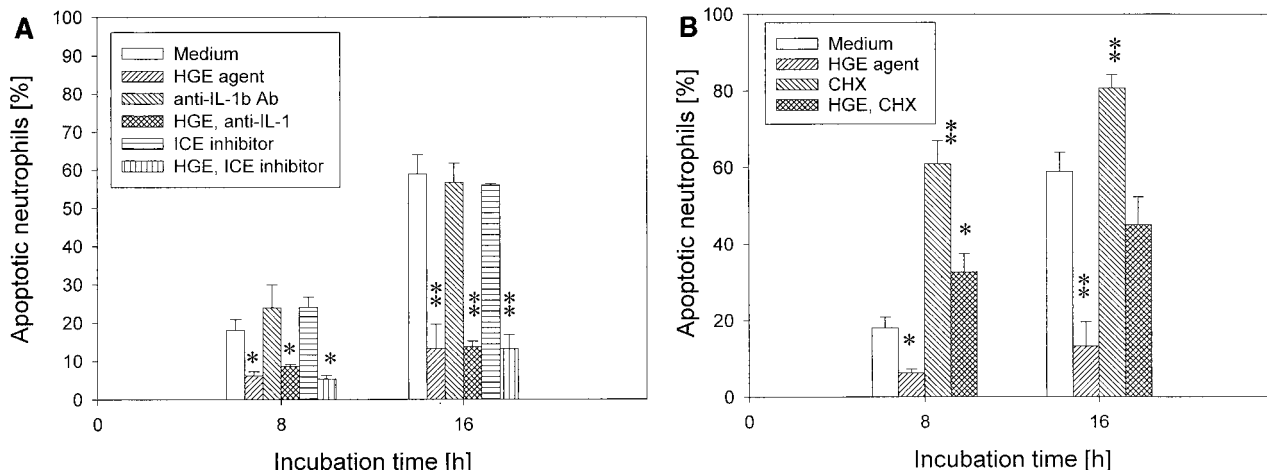 A
Apoptotic neutrophils [%]
100
90
80
70
60
50
40
30
20
10
0
Medium
HGE agent
anti-IL-1b Ab
HGE, anti-IL-1
ICE inhibitor
HGE, ICE inhibitor
*
*
*
**
**
**
0
8
16
Incubation time [h]
B
Apoptotic neutrophils [%]
100
80
60
40
20
0
Medium
HGE agent
CHX
HGE, CHX
*
**
*
**
**
0
8
16
Incubation time [h]